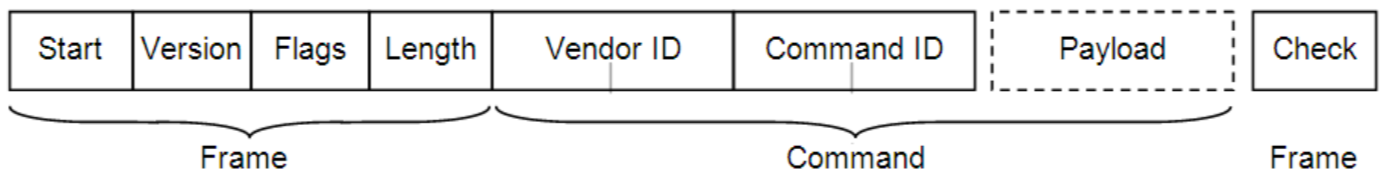 Start Version Flags Length Vendor ID Command ID Payload Check
Frame Command Frame